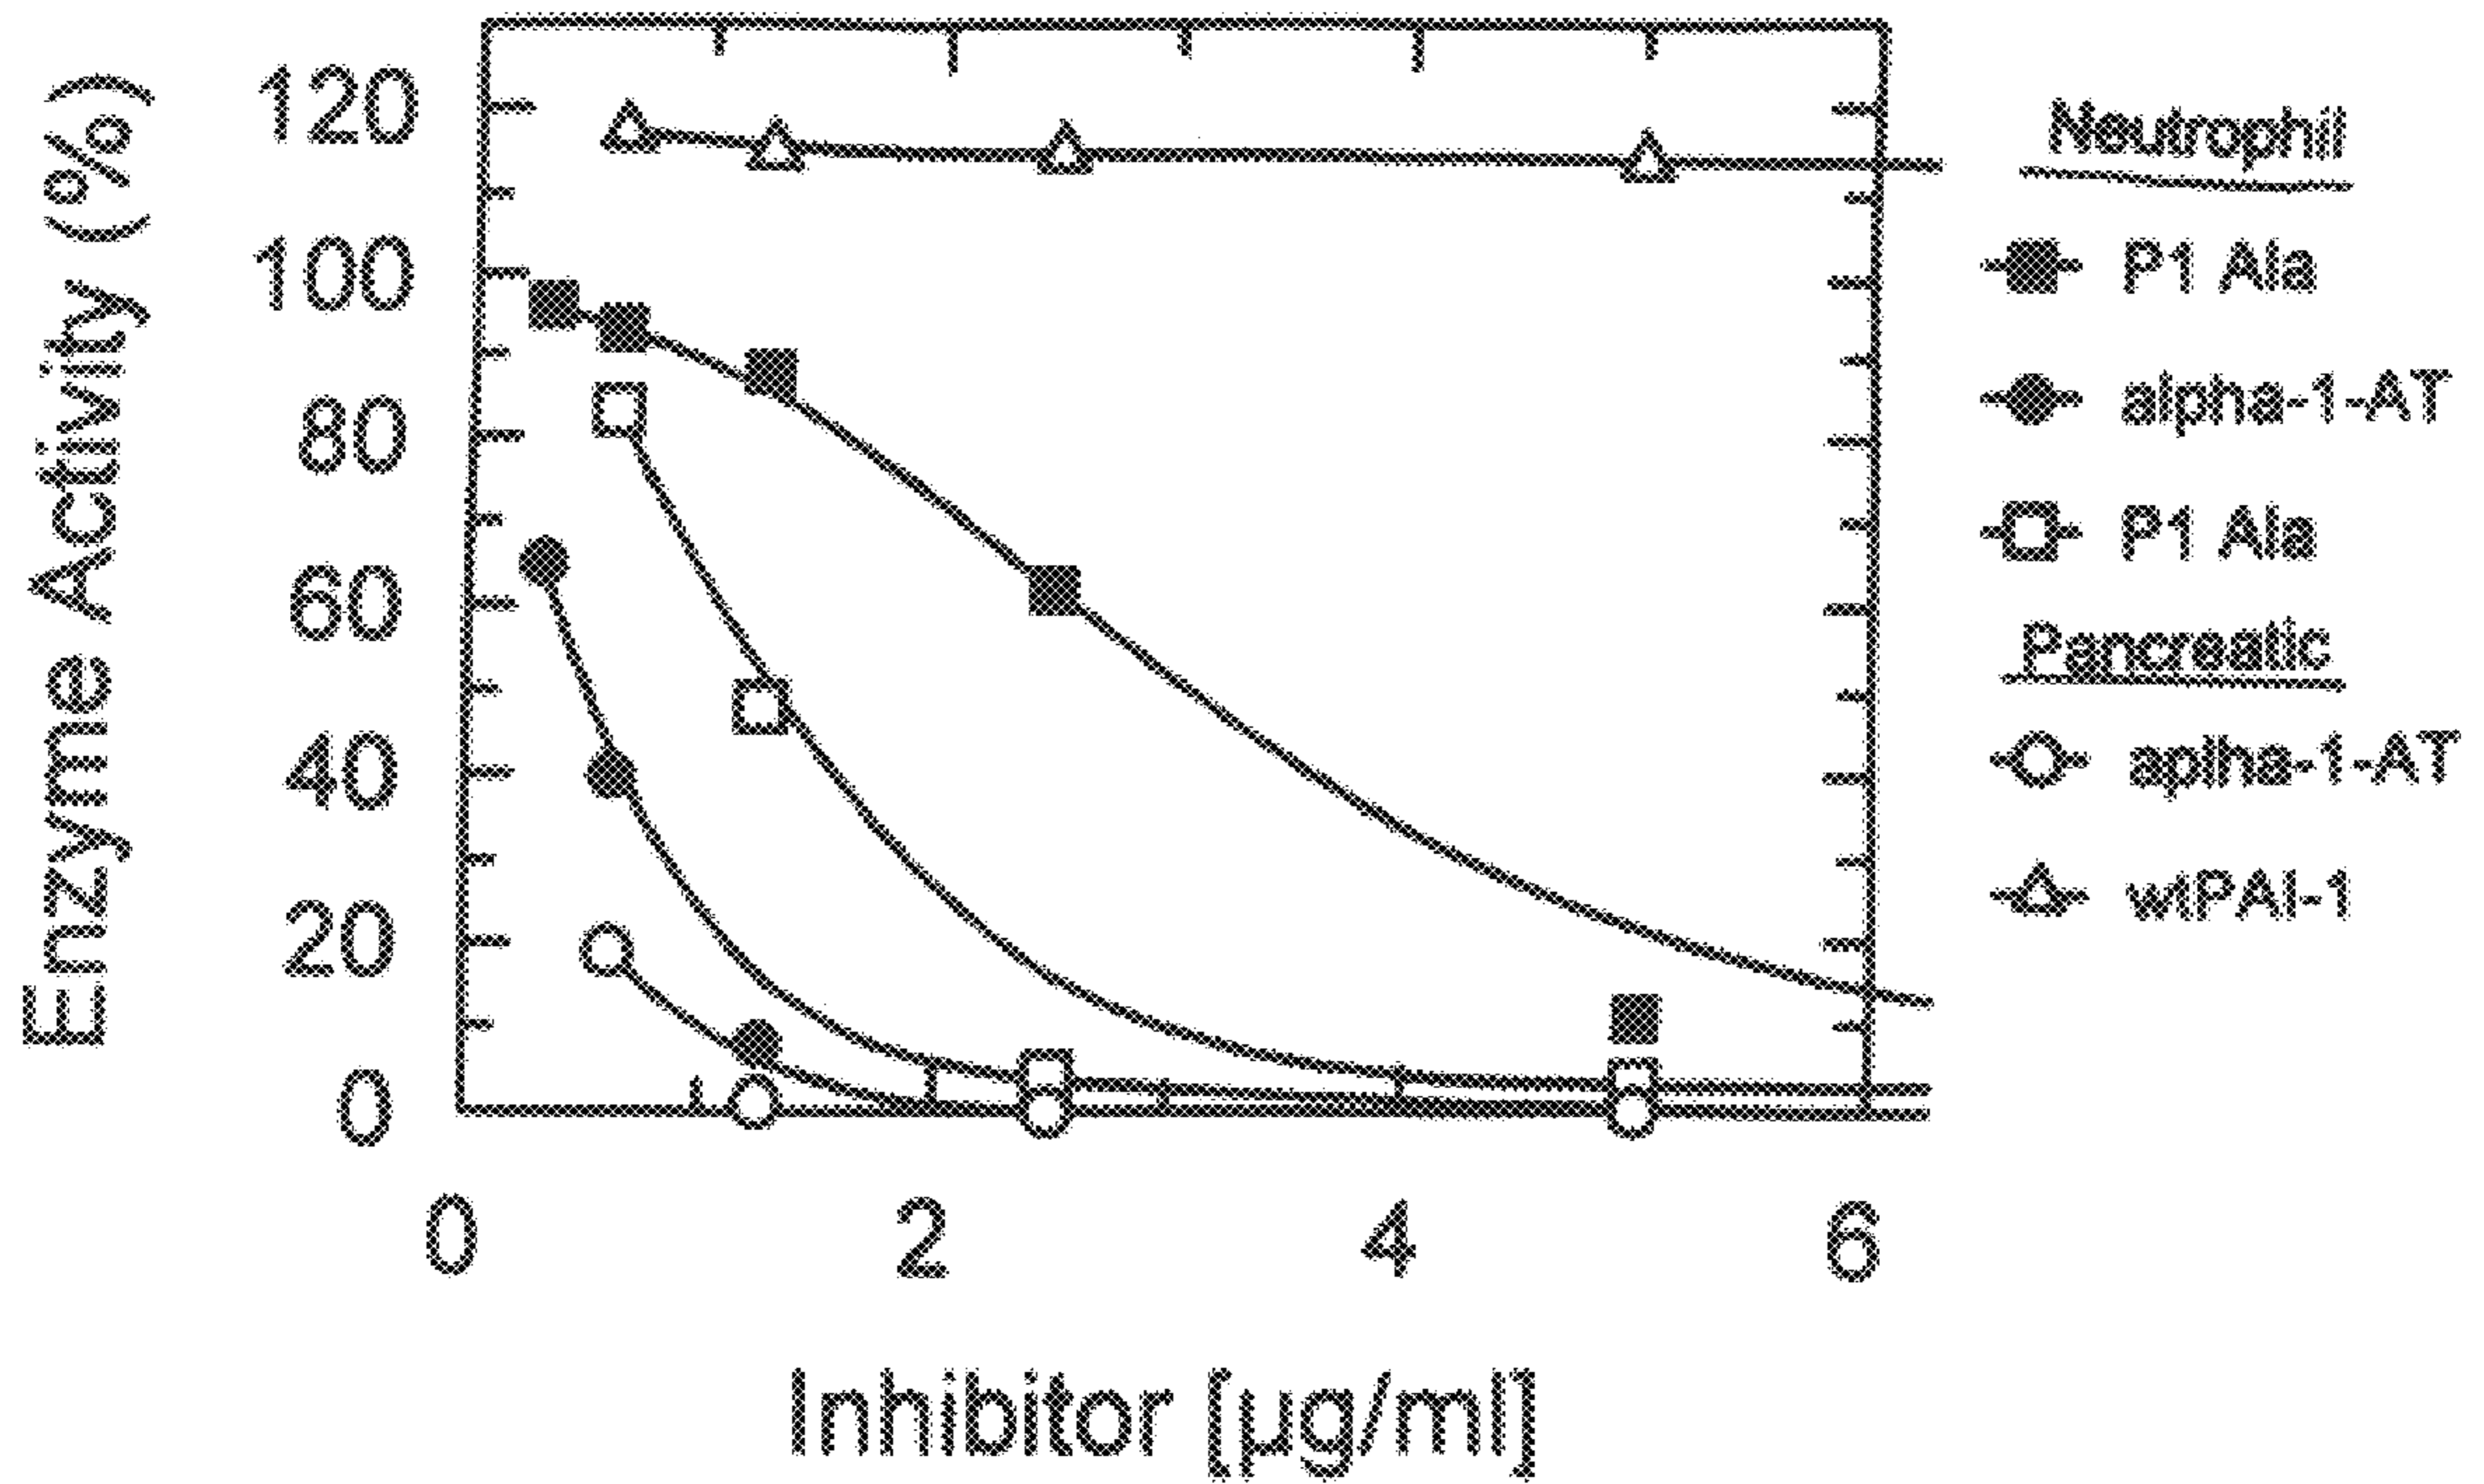 Enzyme Activity (%)
120
100
80
60
40
20
0
0 2 4 6
Inhibitor [µg/ml]
Neutrophil
P1 Ala
alpha-1-AT
P1 Ala
Pancreatic
aplha-1-AT
wtPAI-1